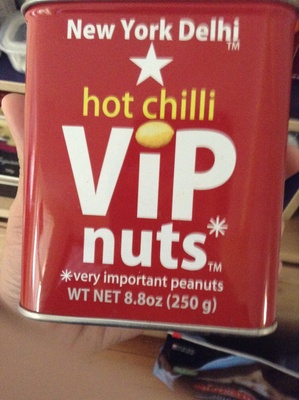 New York Delhi
TM
hot chilli
ViP
nuts*
TM
*very important peanuts
WT NET 8.8oz (250 g)